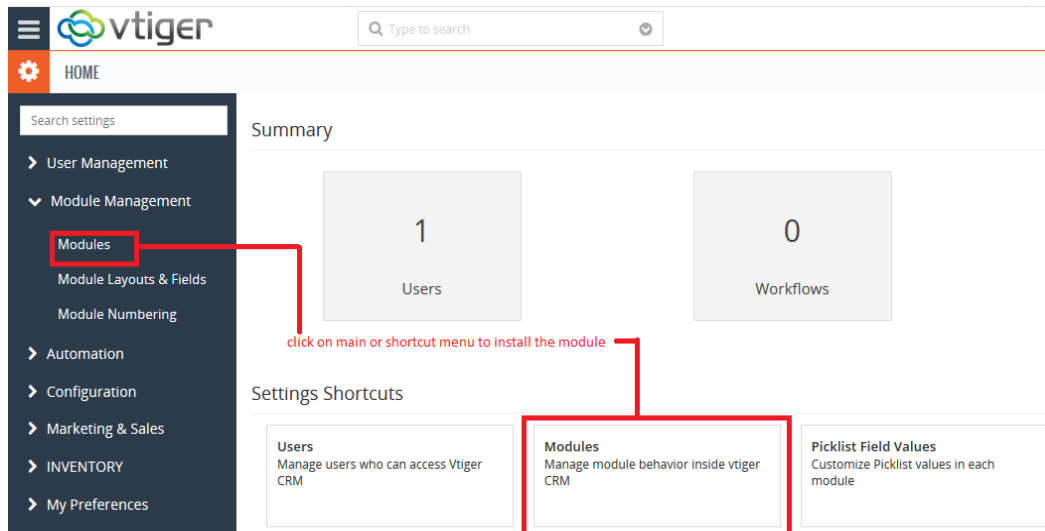 vtiger
Type to search
HOME
Search settings
User Management
Module Management
Modules
Module Layouts & Fields
Module Numbering
Automation
Configuration
Marketing & Sales
INVENTORY
My Preferences
Summary
1
Users
0
Workflows
click on main or shortcut menu to install the module
Settings Shortcuts
Users
Manage users who can access Vtiger
CRM
Modules
Manage module behavior inside vtiger
CRM
Picklist Field Values
Customize Picklist values in each
module